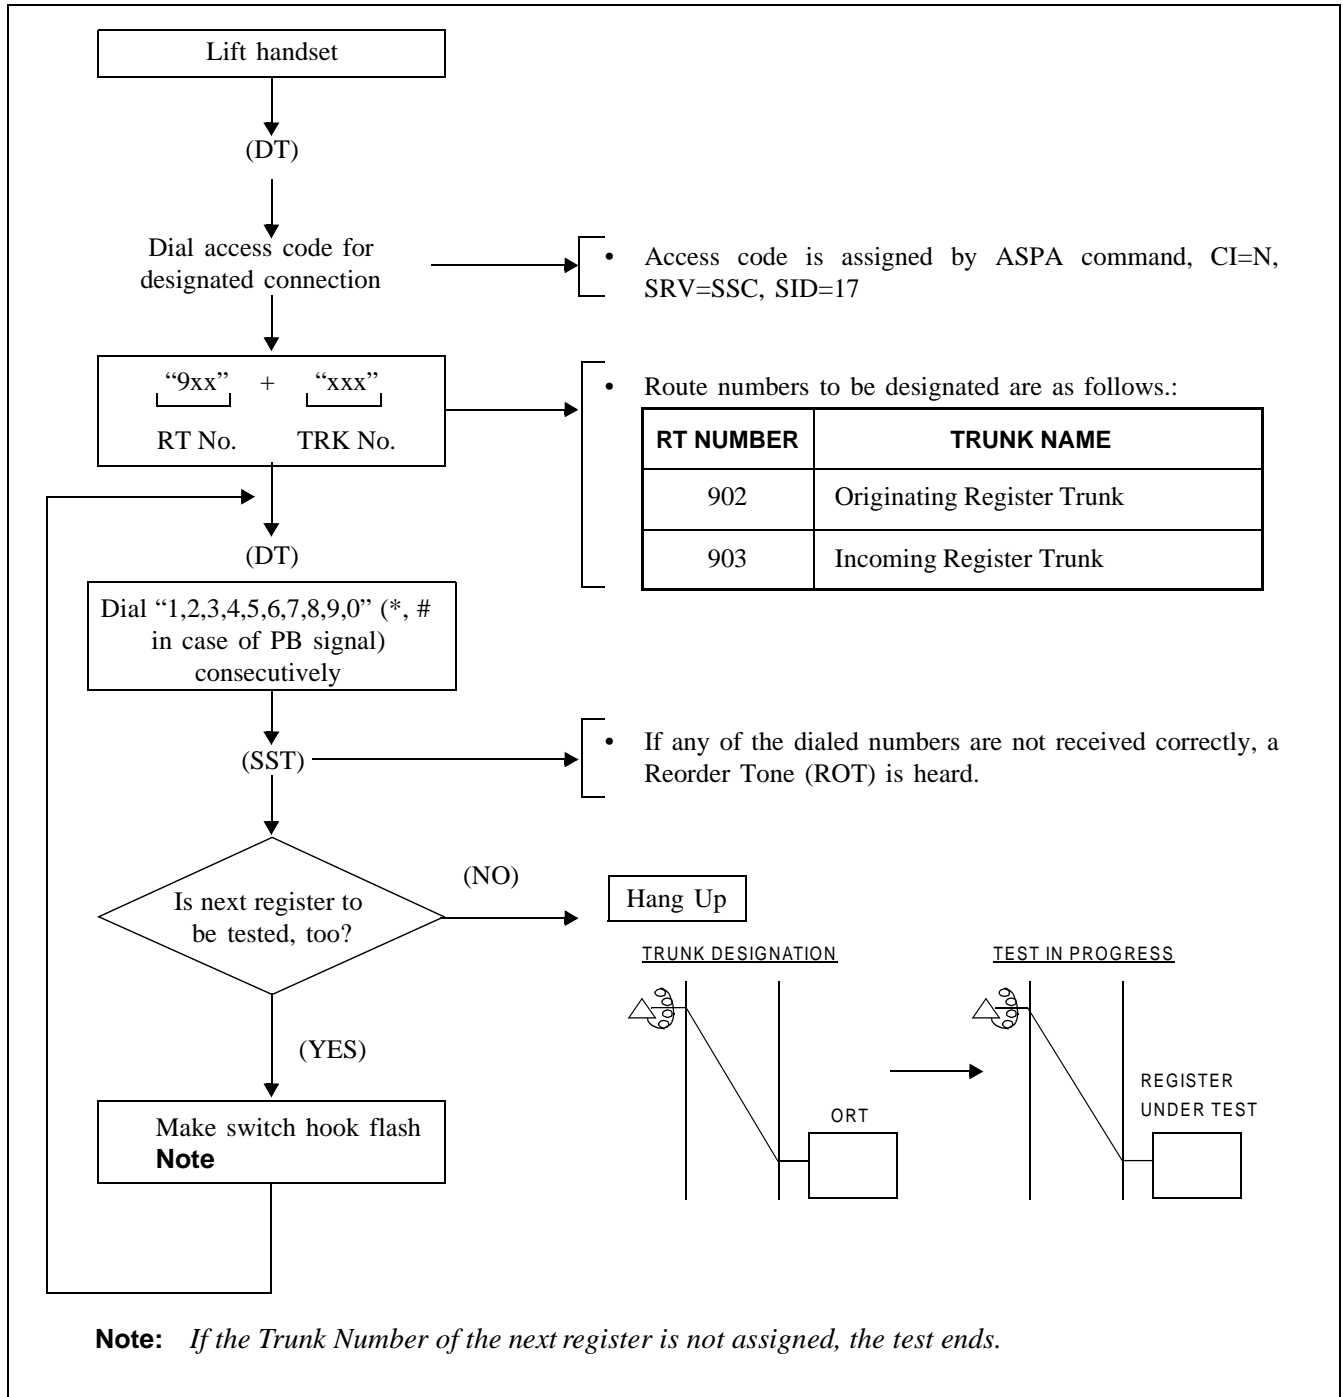 Lift handset
(DT)
Dial access code for
designated connection
• Access code is assigned by ASPA command, CI=N,
SRV=SSC, SID=17
“9xx” + “xxx”
RT No. TRK No.
• Route numbers to be designated are as follows.:
RT NUMBER TRUNK NAME
902 Originating Register Trunk
903 Incoming Register Trunk
(DT)
Dial “1,2,3,4,5,6,7,8,9,0” (*, #
in case of PB signal)
consecutively
(SST)
• If any of the dialed numbers are not received correctly, a
Reorder Tone (ROT) is heard.
Is next register to
be tested, too?
(NO)
Hang Up
(YES)
Make switch hook flash
Note
TRUNK DESIGNATION
ORT
TEST IN PROGRESS
REGISTER
UNDER TEST
Note: If the Trunk Number of the next register is not assigned, the test ends.